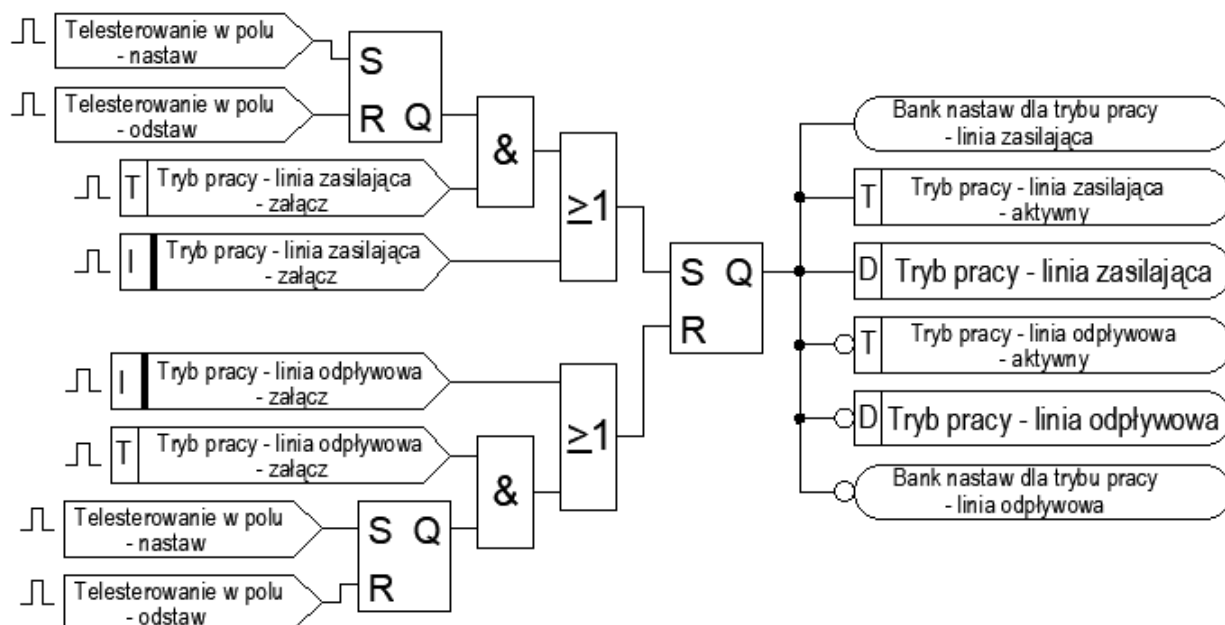 Telesterowanie w polu
- nastaw
S
R Q
Telesterowanie w polu
- odstaw
&
T Tryb pracy - linia zasilająca
- załącz
I Tryb pracy - linia zasilająca
- załącz
≥1
S Q
R
I Tryb pracy - linia odpływowa
- załącz
T Tryb pracy - linia odpływowa
- załącz
≥1
&
Telesterowanie w polu
- nastaw
S Q
R
Telesterowanie w polu
- odstaw
Bank nastaw dla trybu pracy
- linia zasilająca
T Tryb pracy - linia zasilająca
- aktywny
D Tryb pracy - linia zasilająca
T Tryb pracy - linia odpływowa
- aktywny
D Tryb pracy - linia odpływowa
Bank nastaw dla trybu pracy
- linia odpływowa